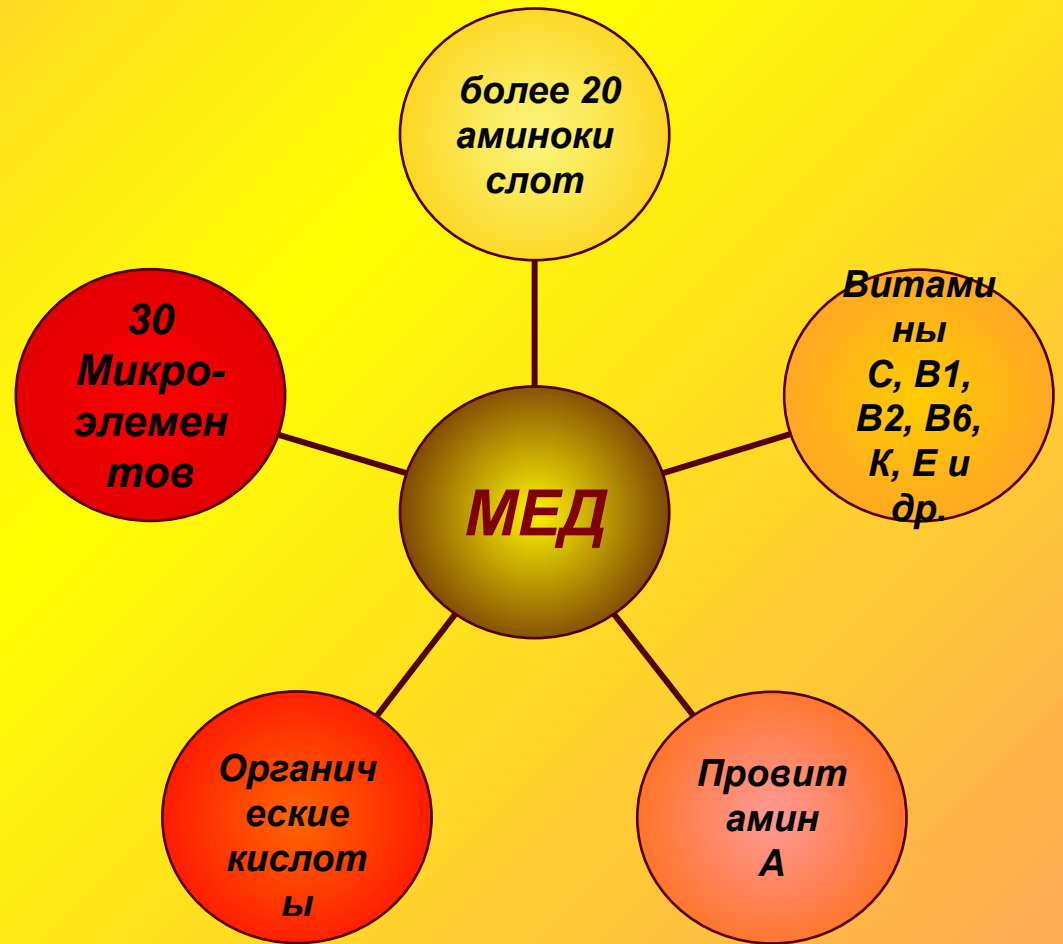 более 20
аминоки
слот
30
Микро-
элемен
тов
Витами
ны
С, В1,
В2, В6,
К, Е и
др.
МЕД
Органич
еские
кислот
ы
Провит
амин
А